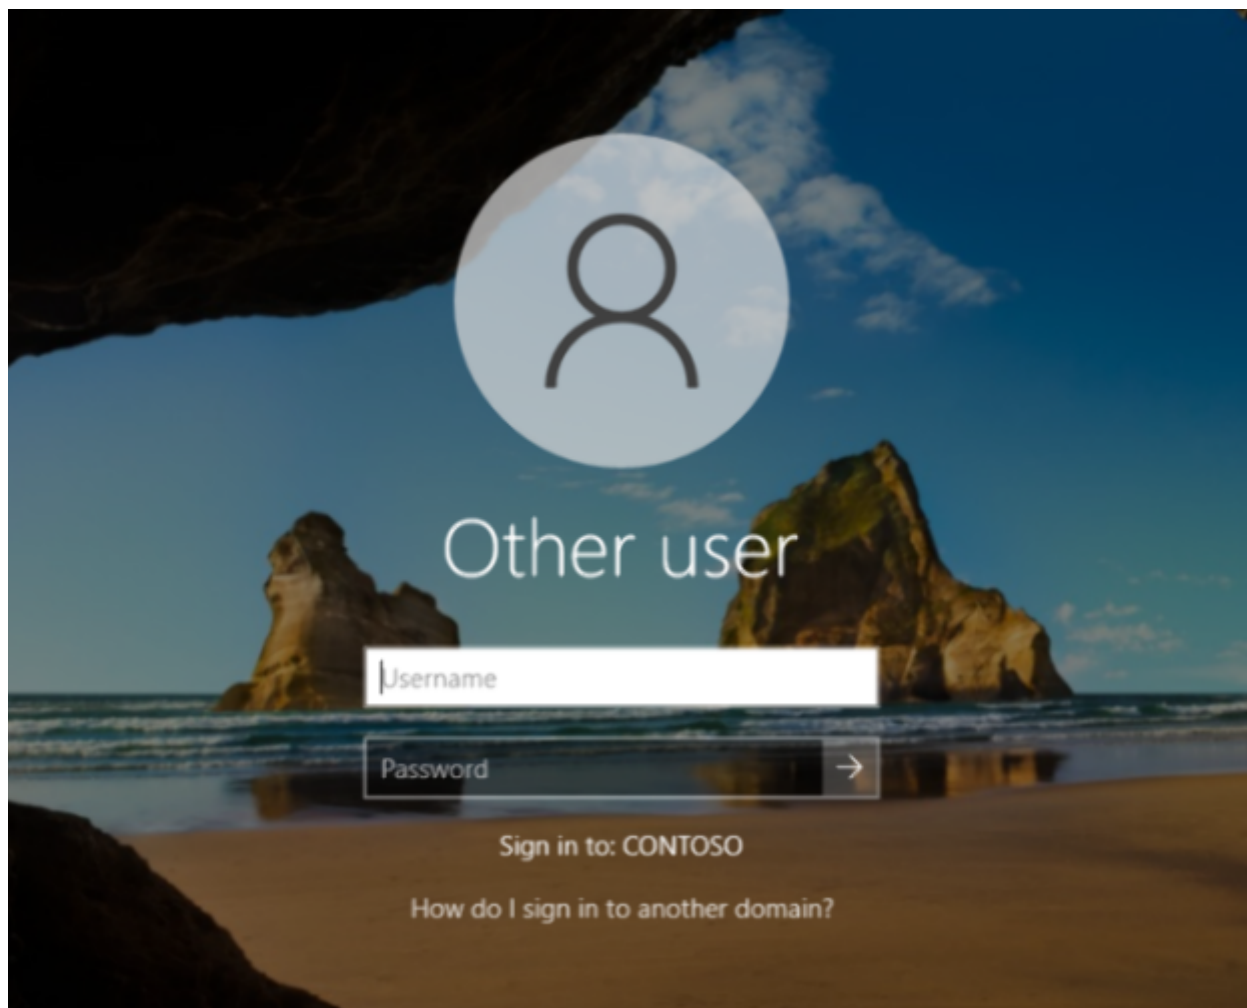 Other user
Username
Password
Sign in to: CONTOSO
How do I sign in to another domain?